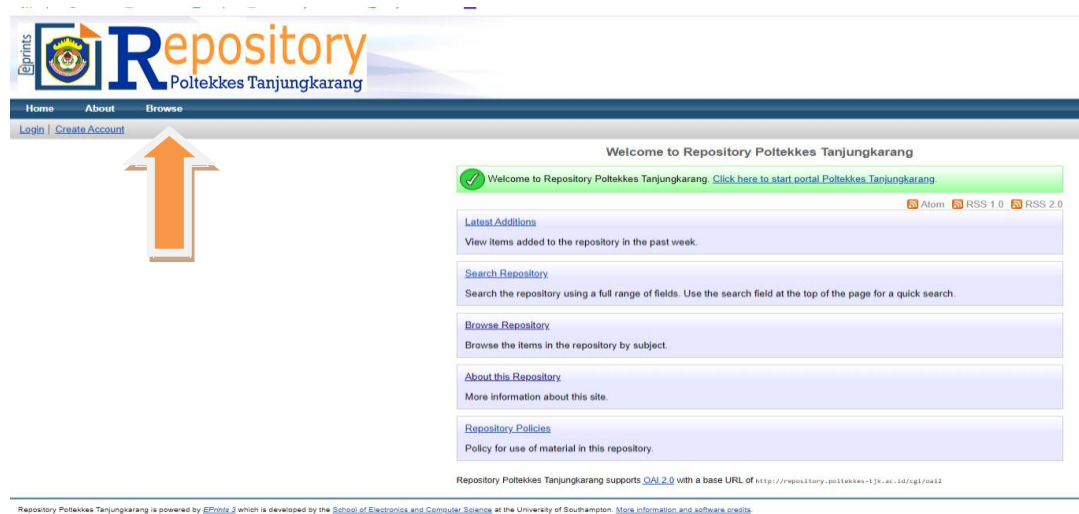 eprints
Repository
Poltekkes Tanjungkarang
Home About Browse
Login | Create Account
Welcome to Repository Poltekkes Tanjungkarang
Welcome to Repository Poltekkes Tanjungkarang. Click here to start portal Poltekkes Tanjungkarang.
Atom RSS 1.0 RSS 2.0
Latest Additions
View items added to the repository in the past week.
Search Repository
Search the repository using a full range of fields. Use the search field at the top of the page for a quick search.
Browse Repository
Browse the items in the repository by subject.
About this Repository
More information about this site.
Repository Policies
Policy for use of material in this repository.
Repository Poltekkes Tanjungkarang supports OAI 2.0 with a base URL of http://repository.poltekkes-tjk.ac.id/cgi/oai2
Repository Poltekkes Tanjungkarang is powered by EPrints 3 which is developed by the School of Electronics and Computer Science at the University of Southampton. More information and software credits.